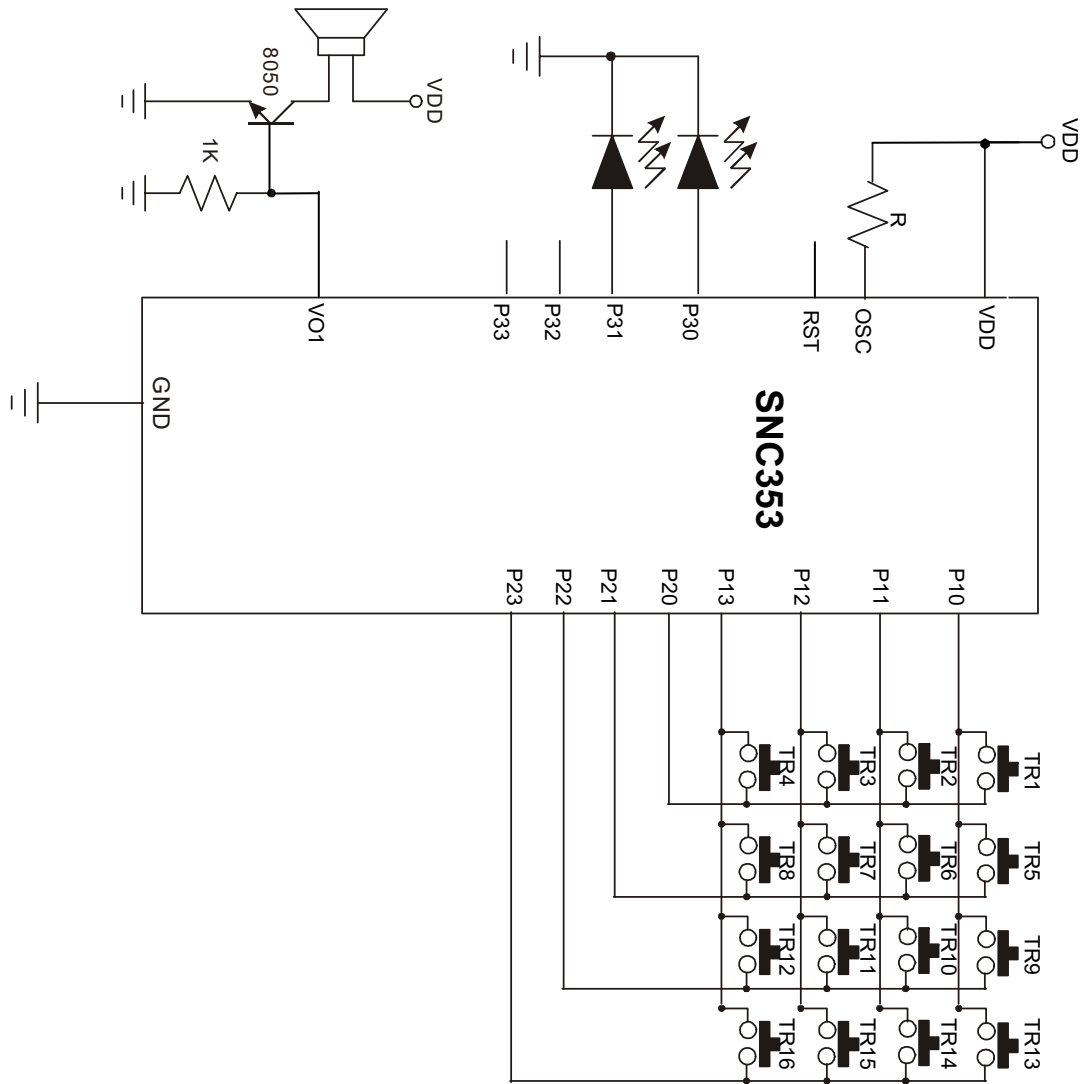 VDD
8050
VDD
1K
R
VO1
P33
P32
P31
P30
RST
OSC
VDD
GND
SNC353
P23
P22
P21
P20
P13
P12
P11
P10
TR4
TR3
TR2
TR1
TR8
TR7
TR6
TR5
TR12
TR11
TR10
TR9
TR16
TR15
TR14
TR13